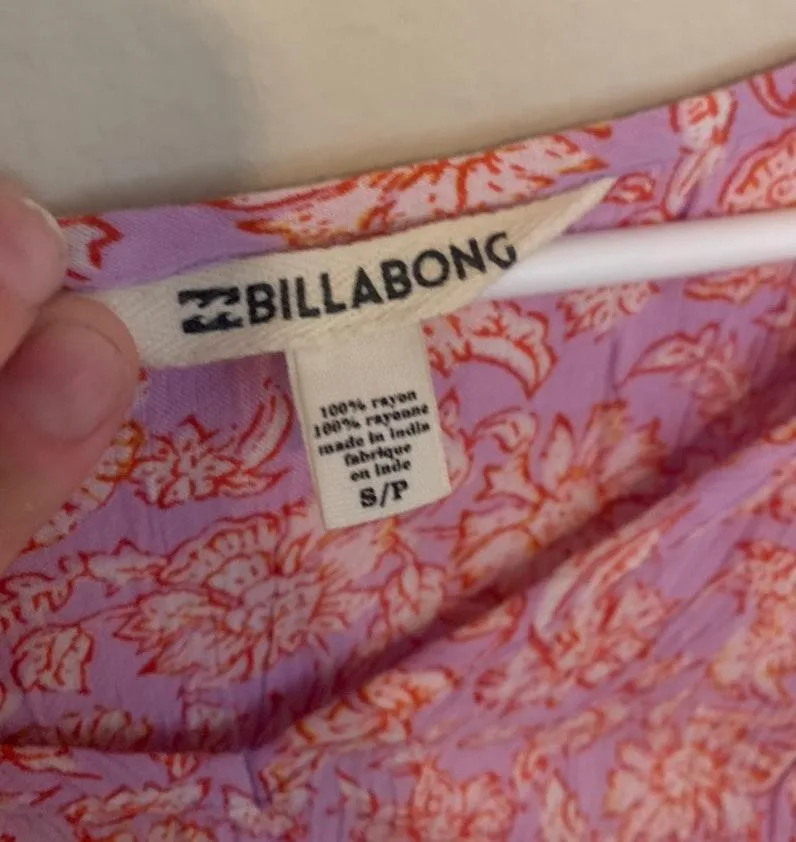 BILLABONG
100% rayon
100% rayonne
made in india
fabrique
en inde
S/P